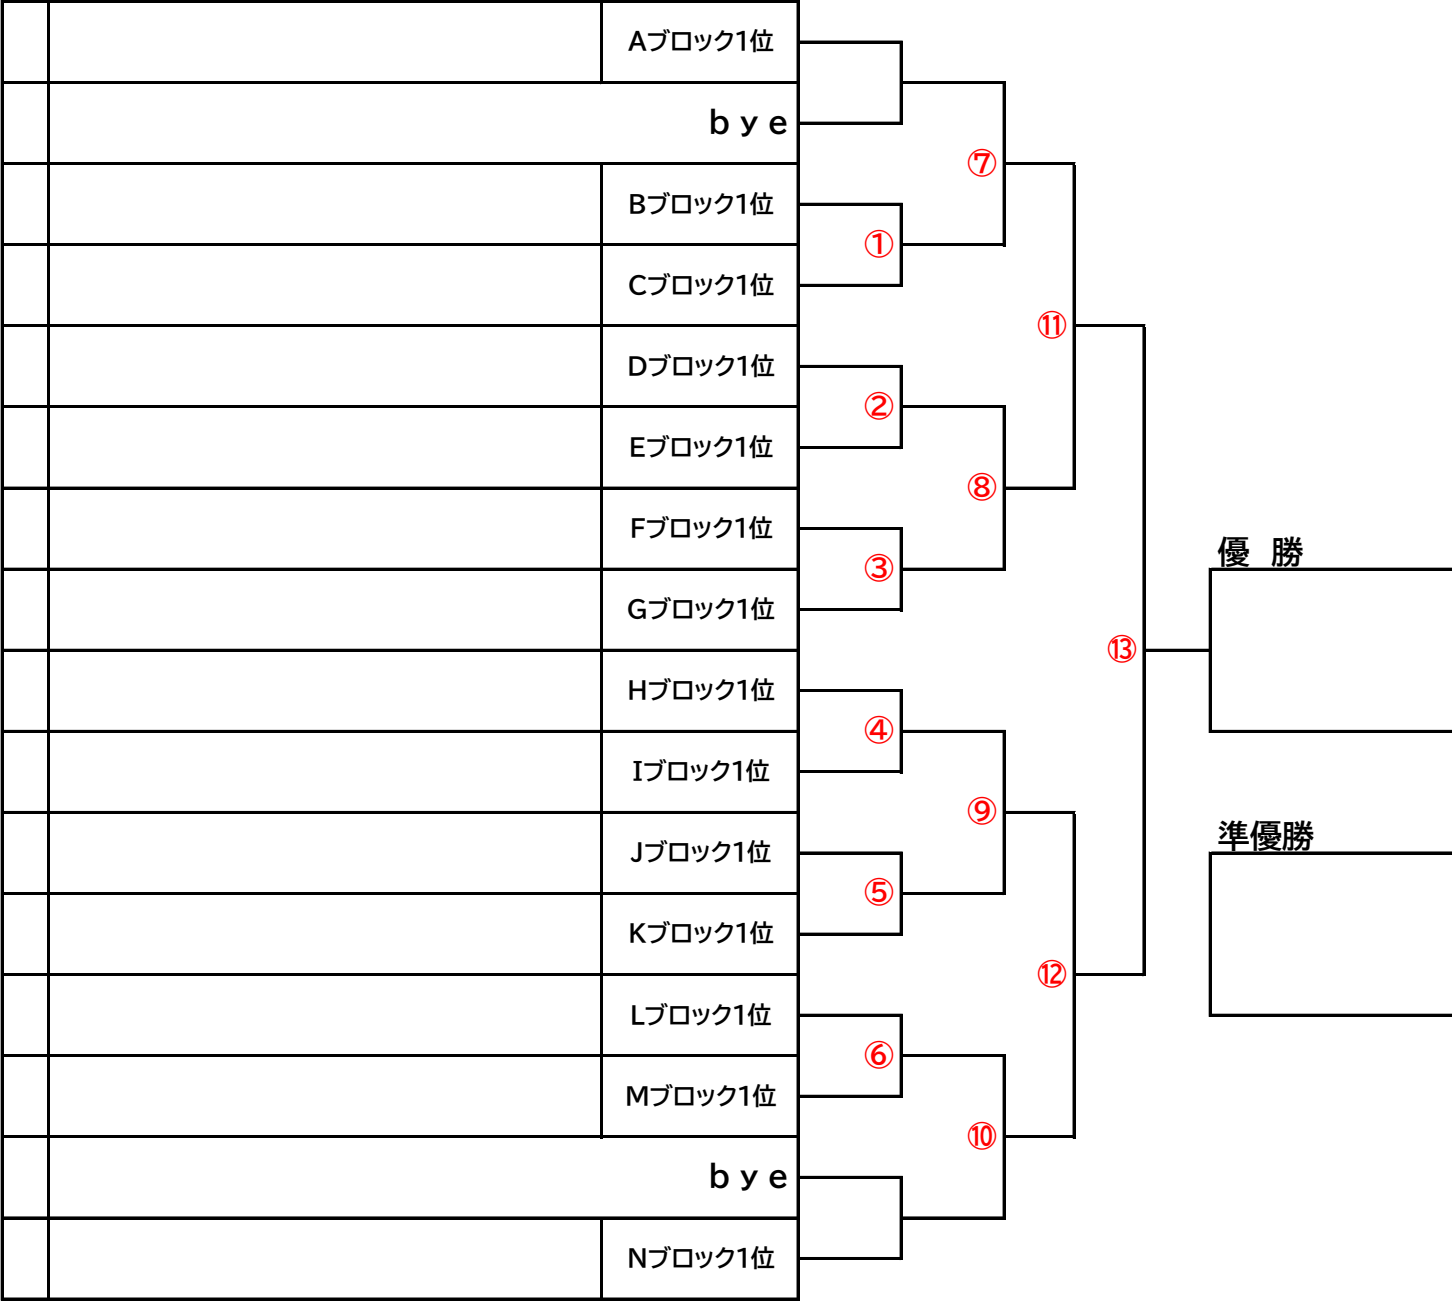 Aブロック1位
ｂｙｅ
⑦
Bブロック1位
①
Cブロック1位
⑪
Dブロック1位
②
Eブロック1位
⑧
Fブロック1位
優　勝
③
Gブロック1位
⑬
Hブロック1位
④
Iブロック1位
⑨
Jブロック1位
準優勝
⑤
Kブロック1位
⑫
Lブロック1位
⑥
Mブロック1位
⑩
ｂｙｅ
Nブロック1位